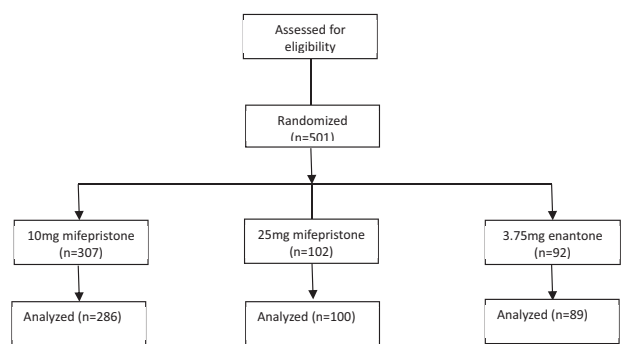 Assessed for
eligibility
Randomized
(n=501)
10mg mifepristone
(n=307)
25mg mifepristone
(n=102)
3.75mg enantone
(n=92)
Analyzed (n=286)
Analyzed (n=100)
Analyzed (n=89)